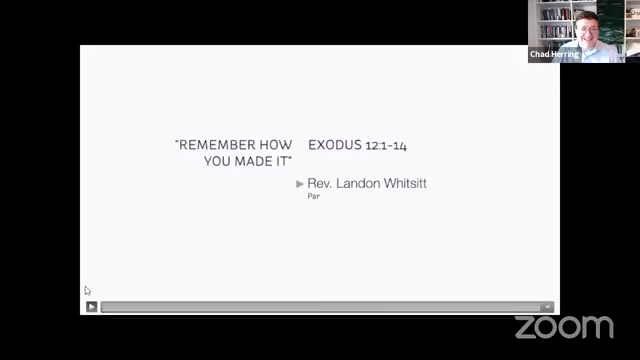 Chad Herring
"REMEMBER HOW
YOU MADE IT"
EXODUS 12:1-14
Rev. Landon Whitsitt
Par
zoom